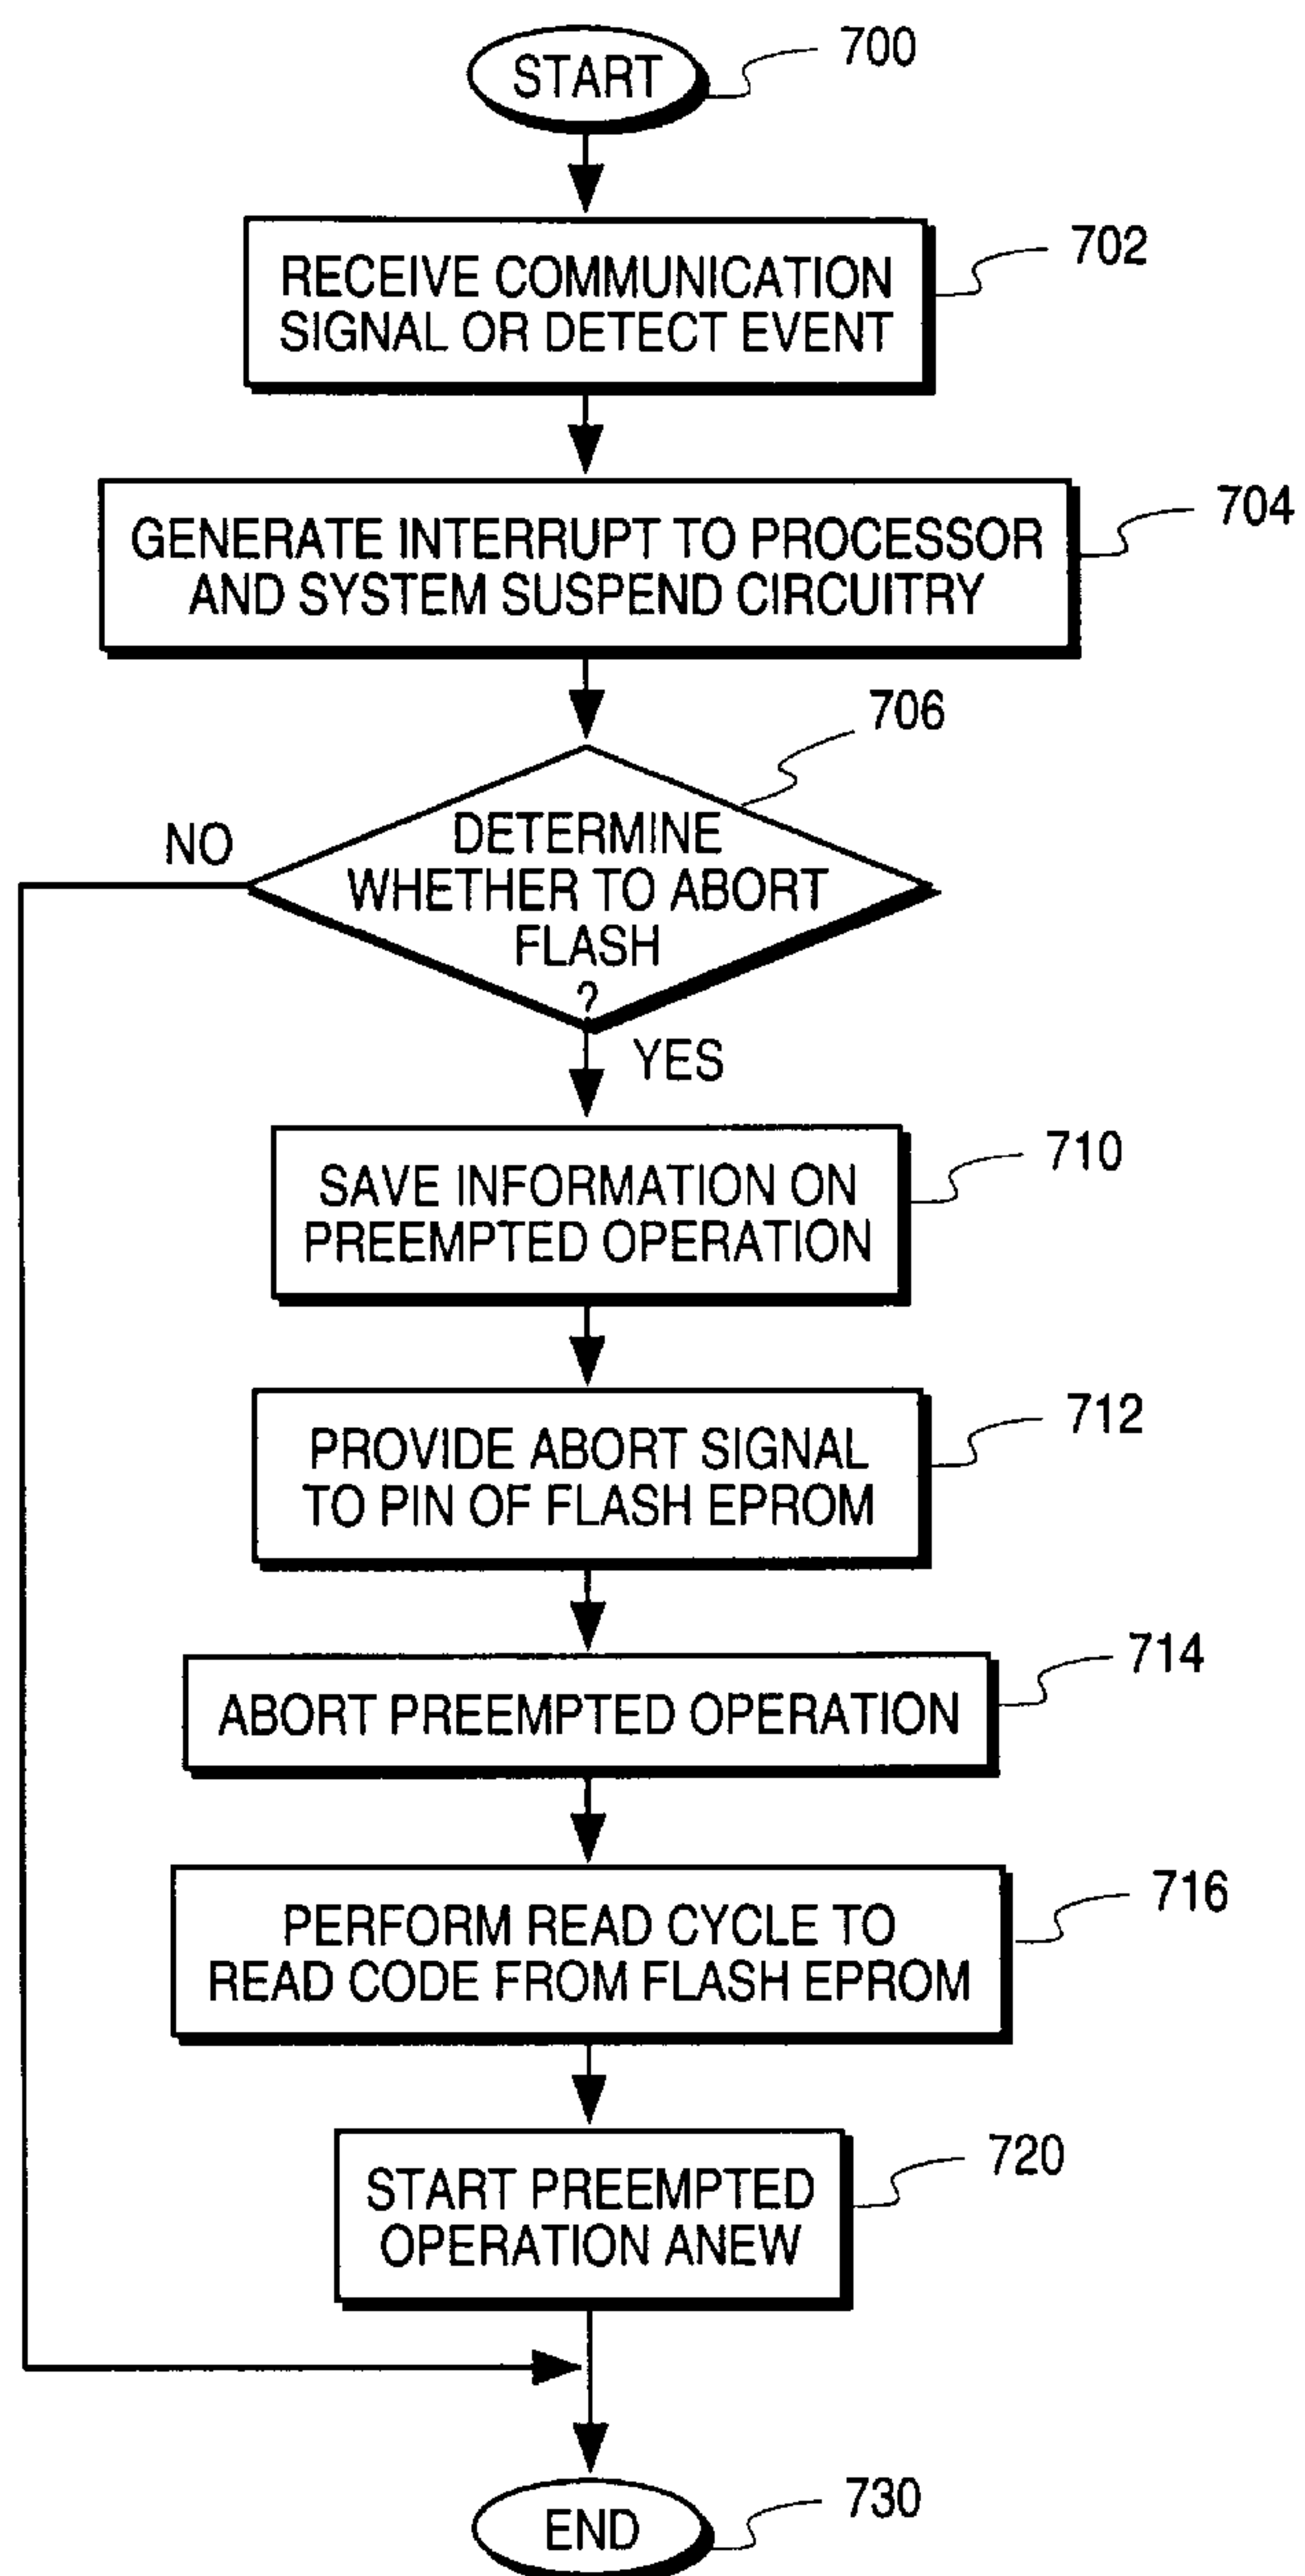 START
700
RECEIVE COMMUNICATION
SIGNAL OR DETECT EVENT
702
GENERATE INTERRUPT TO PROCESSOR
AND SYSTEM SUSPEND CIRCUITRY
704
706
NO
DETERMINE
WHETHER TO ABORT
FLASH
?
YES
SAVE INFORMATION ON
PREEMPTED OPERATION
710
PROVIDE ABORT SIGNAL
TO PIN OF FLASH EPROM
712
ABORT PREEMPTED OPERATION
714
PERFORM READ CYCLE TO
READ CODE FROM FLASH EPROM
716
START PREEMPTED
OPERATION ANEW
720
END
730